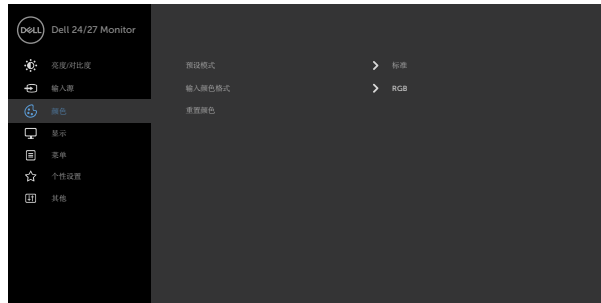 DELL Dell 24/27 Monitor
亮度/对比度
输入源
颜色
显示
菜单
个性设置
其他
预设模式 标准
输入颜色格式 RGB
重置颜色